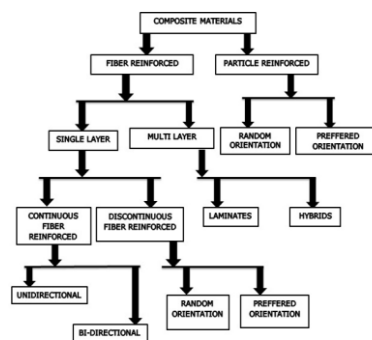 COMPOSITE MATERIALS
FIBER REINFORCED
PARTICLE REINFORCED
SINGLE LAYER
MULTI LAYER
RANDOM
ORIENTATION
PREFFERED
ORIENTATION
CONTINUOUS
FIBER
REINFORCED
DISCONTINUOUS
FIBER REINFORCED
LAMINATES
HYBRIDS
UNIDIRECTIONAL
BI-DIRECTIONAL
RANDOM
ORIENTATION
PREFFERED
ORIENTATION